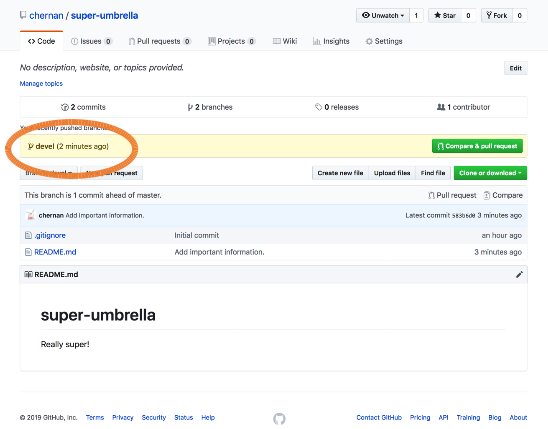 chernan / super-umbrella
Unwatch 1 Star 0 Fork 0
Code Issues 0 Pull requests 0 Projects 0 Wiki Insights Settings
No description, website, or topics provided. Edit
Manage topics
2 commits 2 branches 0 releases 1 contributor
recently pushed
devel (2 minutes ago) Compare & pull request
request Create new file Upload files Find file Clone or download
This branch is 1 commit ahead of master. Pull request Compare
chernan Add important information. Latest commit 3 minutes ago
.gitignore Initial commit an hour ago
README.md Add important information. 3 minutes ago
README.md
super-umbrella
Really super!
© 2019 GitHub, Inc. Terms Privacy Security Status Help Contact GitHub Pricing API Training Blog About